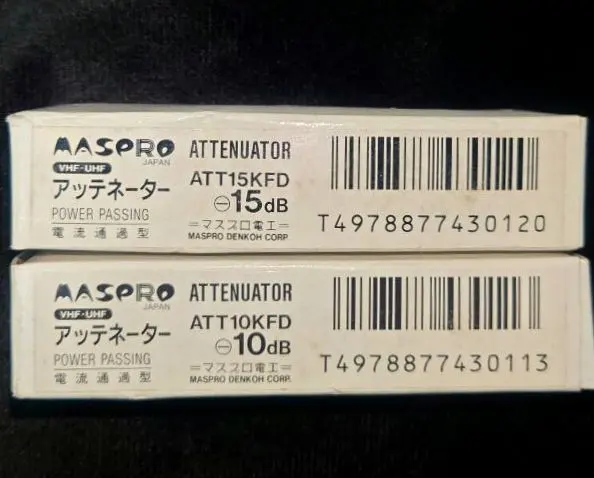 MASPRO
JAPAN
VHF·UHF
アッテネーター
POWER PASSING
電流通過型
ATTENUATOR
ATT15KFD
⊖15dB
=マスプロ電工=
MASPRO DENKOH CORP.
T4978877430120
MASPRO
JAPAN
VHF·UHF
アッテネーター
POWER PASSING
電流通過型
ATTENUATOR
ATT10KFD
⊖10dB
=マスプロ電工=
MASPRO DENKOH CORP.
T4978877430113